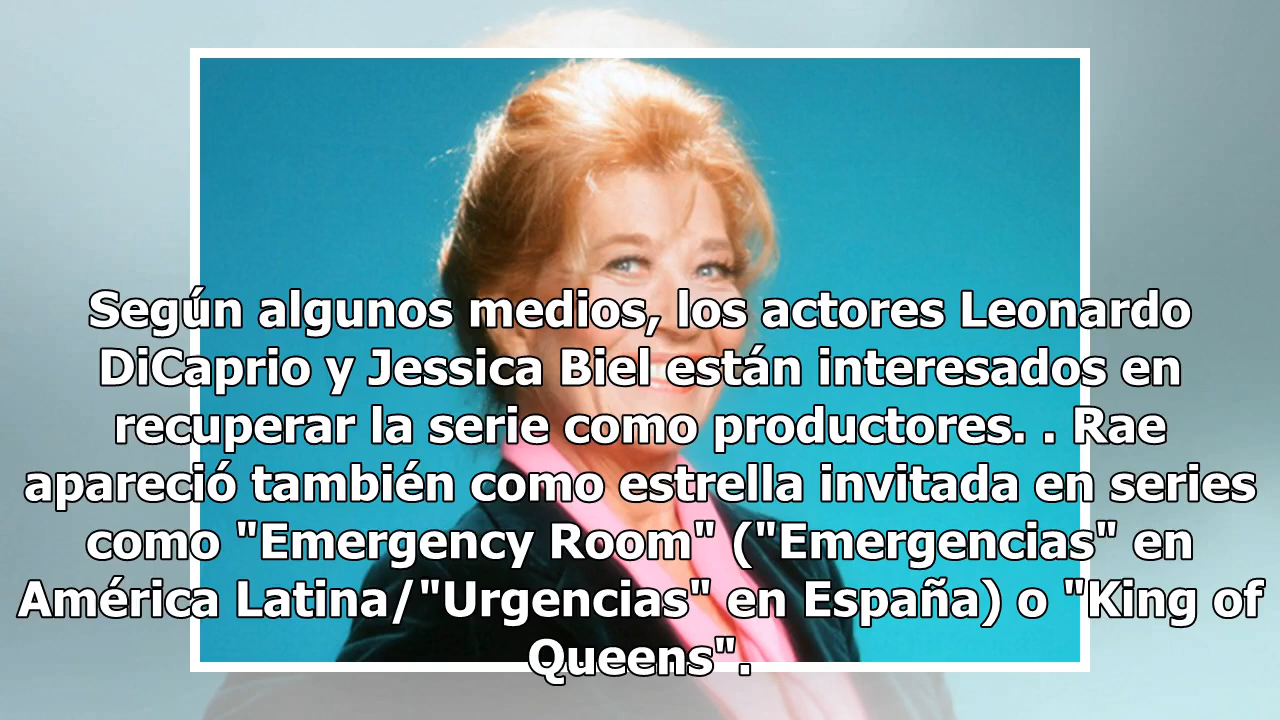 Según algunos medios, los actores Leonardo
DiCaprio y Jessica Biel están interesados en
recuperar la serie como productores. . Rae
apareció también como estrella invitada en series
como "Emergency Room" ("Emergencias" en
América Latina/"Urgencias" en España) o "King of
Queens".